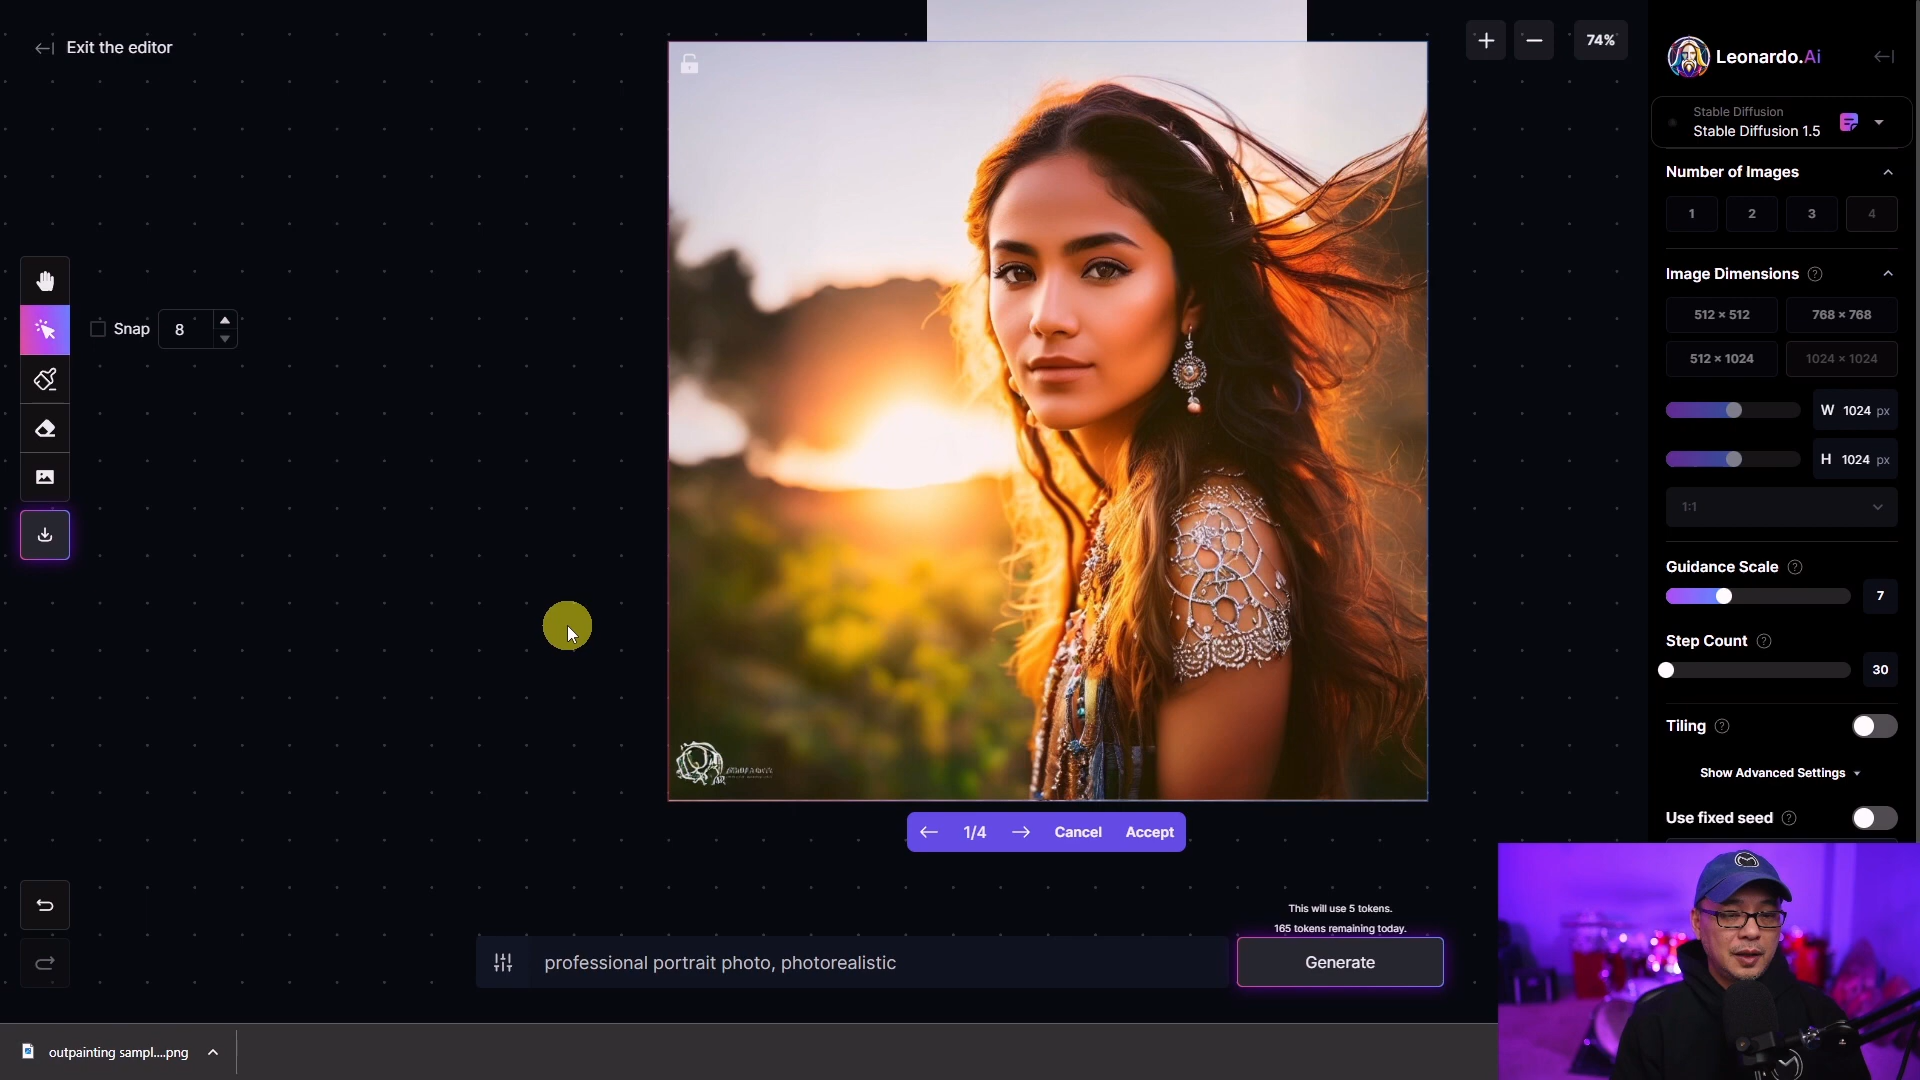 Exit the editor
74%
Leonardo.Ai
Stable Diffusion
Stable Diffusion 1.5
Number of Images
1 2 3 4
Image Dimensions ?
512 × 512 768 × 768
512 × 1024 1024 × 1024
W 1024 px
H 1024 px
1:1
Guidance Scale ?
7
Step Count ?
30
Tiling ?
Show Advanced Settings
Use fixed seed ?
Snap 8
1/4 Cancel Accept
This will use 5 tokens.
165 tokens remaining today.
professional portrait photo, photorealistic
Generate
outpainting sampl....png